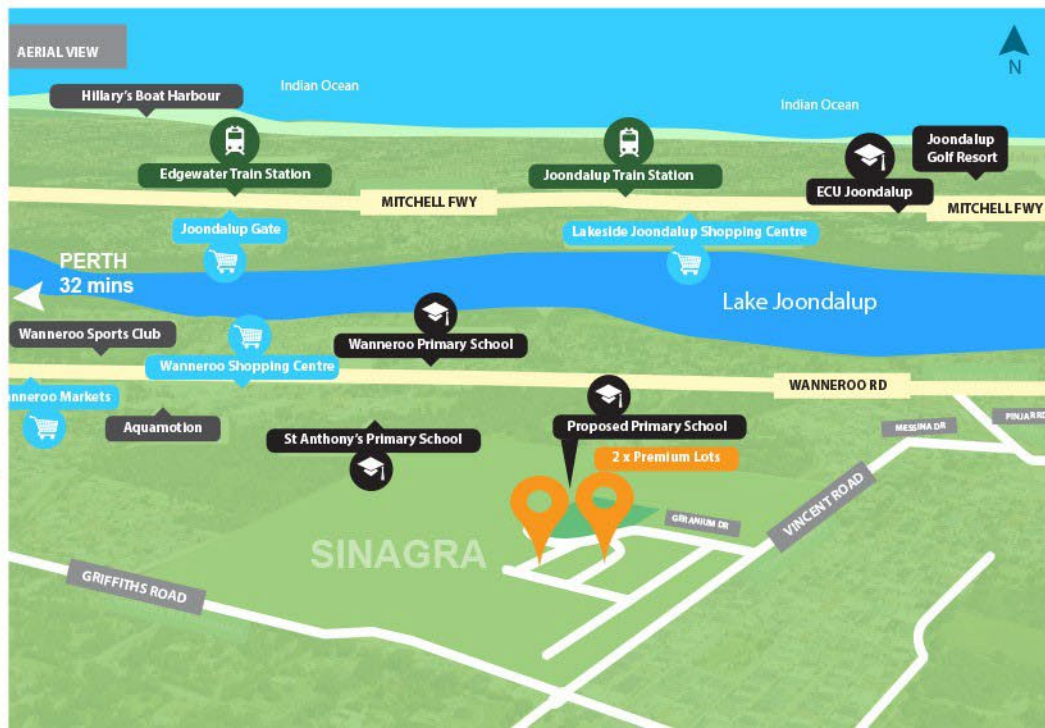 AERIAL VIEW
N
Hillary's Boat Harbour
Indian Ocean
Indian Ocean
Joondalup
Golf Resort
Edgewater Train Station
Joondalup Train Station
ECU Joondalup
MITCHELL FWY
MITCHELL FWY
Joondalup Gate
Lakeside Joondalup Shopping Centre
PERTH
32 mins
Lake Joondalup
Wanneroo Sports Club
Wanneroo Primary School
Wanneroo Shopping Centre
WANNEROO RD
anneroo Markets
Aquamotion
St Anthony's Primary School
Proposed Primary School
PINJAR RD
MESSINA DR
2 x Premium Lots
GERANIUM DR
VINCENT ROAD
SINAGRA
GRIFFITHS ROAD